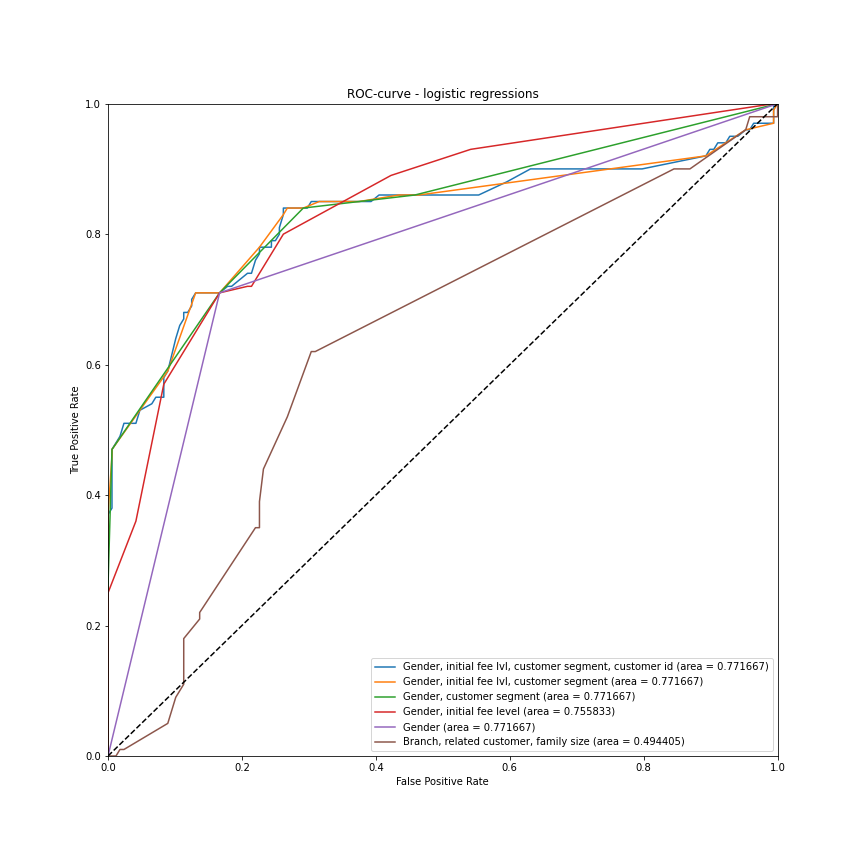 ROC-curve - logistic regressions
1.0
0.8
0.6
0.4
0.2
0.0
True Positive Rate
0.0 0.2 0.4 0.6 0.8 1.0
False Positive Rate
Gender, initial fee lvl, customer segment, customer id (area = 0.771667)
Gender, initial fee lvl, customer segment (area = 0.771667)
Gender, customer segment (area = 0.771667)
Gender, initial fee level (area = 0.755833)
Gender (area = 0.771667)
Branch, related customer, family size (area = 0.494405)